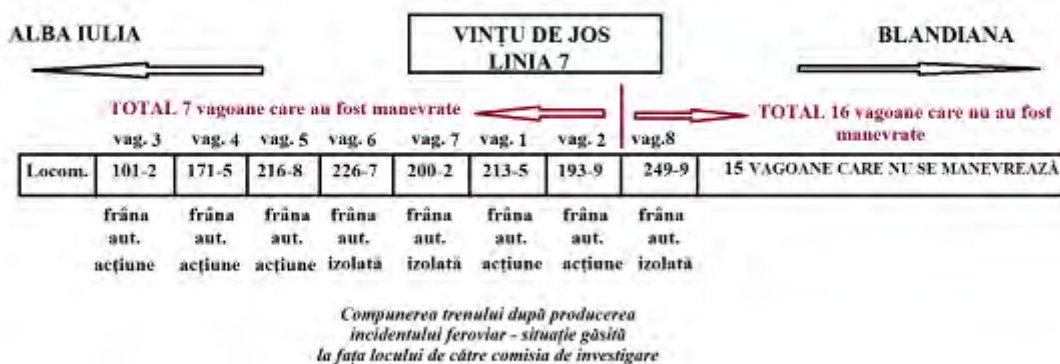 ALBA IULIA
VINȚU DE JOS
LINIA 7
BLANDIANA
TOTAL 7 vagoane care au fost manevrate
TOTAL 16 vagoane care nu au fost
manevrate
vag. 3 vag. 4 vag. 5 vag. 6 vag. 7 vag. 1 vag. 2 vag.8
Locom. 101-2 171-5 216-8 226-7 200-2 213-5 193-9 249-9 15 VAGOANE CARE NU SE MANEVREAZĂ
frâna frâna frâna frâna frâna frâna frâna frâna
aut. aut. aut. aut. aut. aut. aut. aut.
acțiune acțiune acțiune izolată izolată acțiune acțiune izolată
Compunerea trenului după producerea
incidentului feroviar - situație găsită
la fața locului de către comisia de investigare